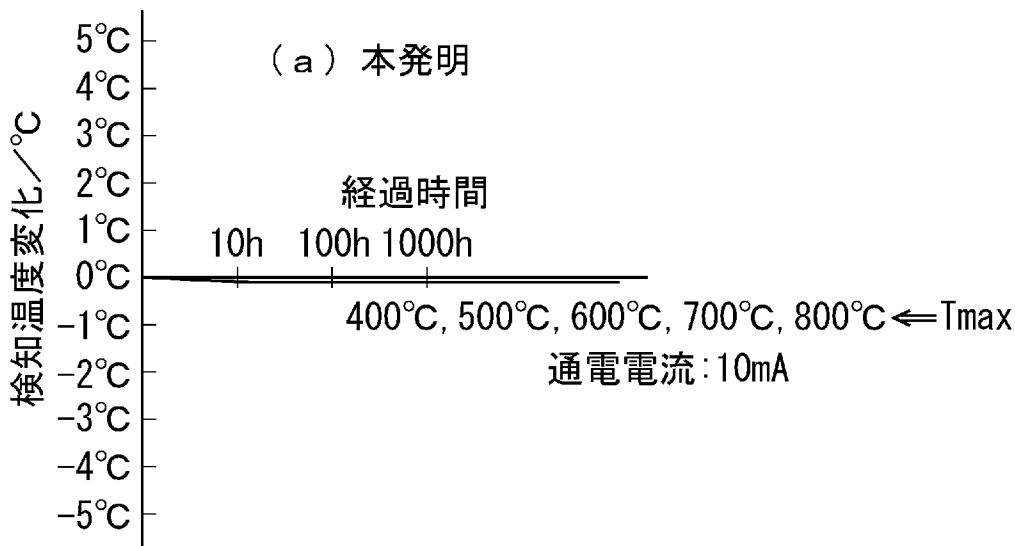 (a) 本発明
検知温度変化/℃
5℃
4℃
3℃
2℃
1℃
0℃
-1℃
-2℃
-3℃
-4℃
-5℃
経過時間
10h 100h 1000h
400℃, 500℃, 600℃, 700℃, 800℃⇐Tmax
通電電流:10mA